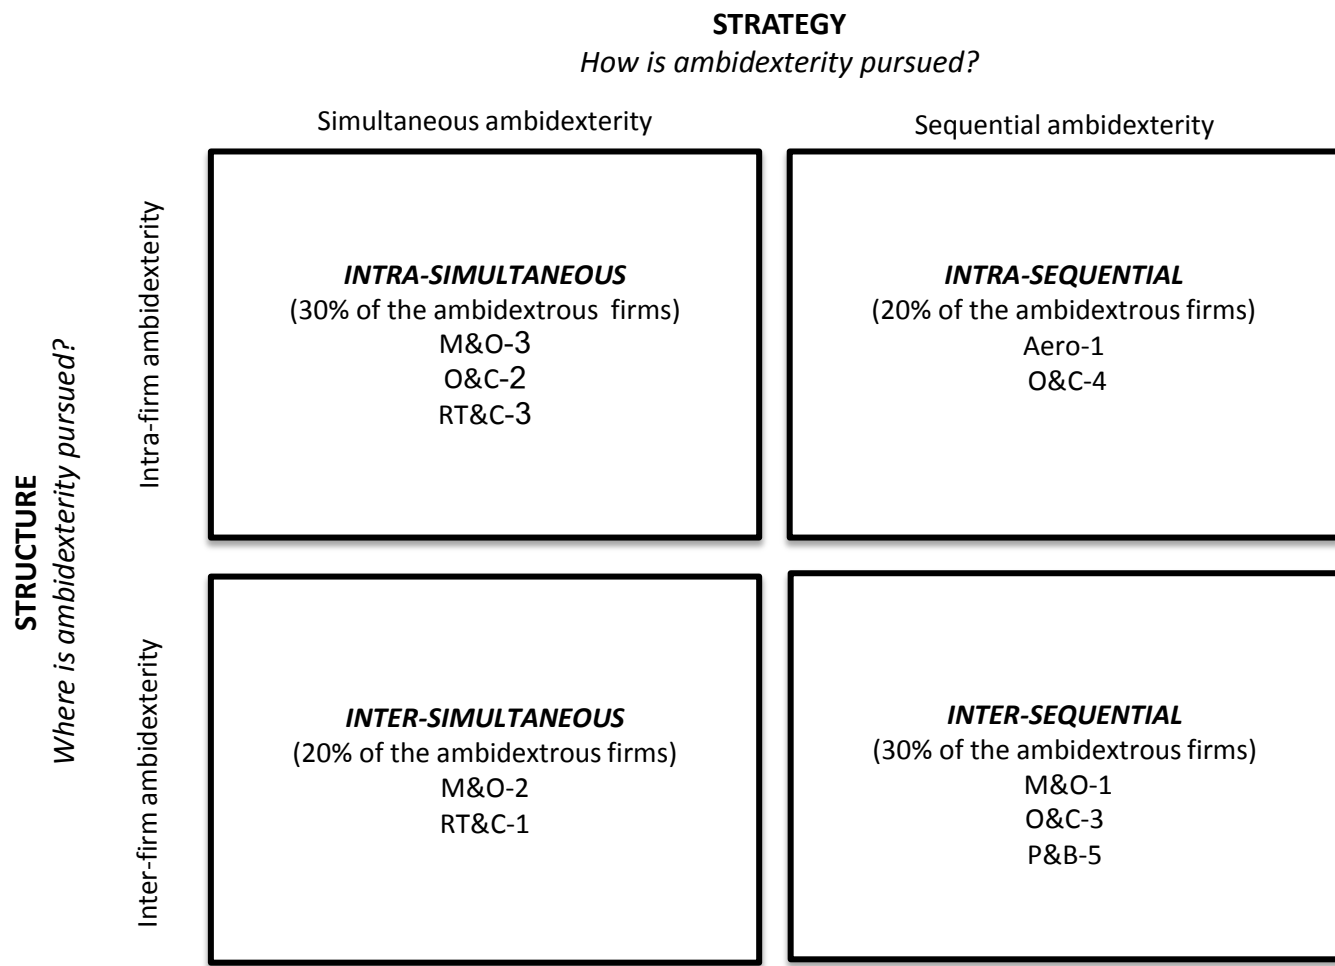 STRATEGY
How is ambidexterity pursued?
Simultaneous ambidexterity
Sequential ambidexterity
STRUCTURE
Where is ambidexterity pursued?
Intra-firm ambidexterity
INTRA-SIMULTANEOUS
(30% of the ambidextrous firms)
M&O-3
O&C-2
RT&C-3
INTRA-SEQUENTIAL
(20% of the ambidextrous firms)
Aero-1
O&C-4
Inter-firm ambidexterity
INTER-SIMULTANEOUS
(20% of the ambidextrous firms)
M&O-2
RT&C-1
INTER-SEQUENTIAL
(30% of the ambidextrous firms)
M&O-1
O&C-3
P&B-5